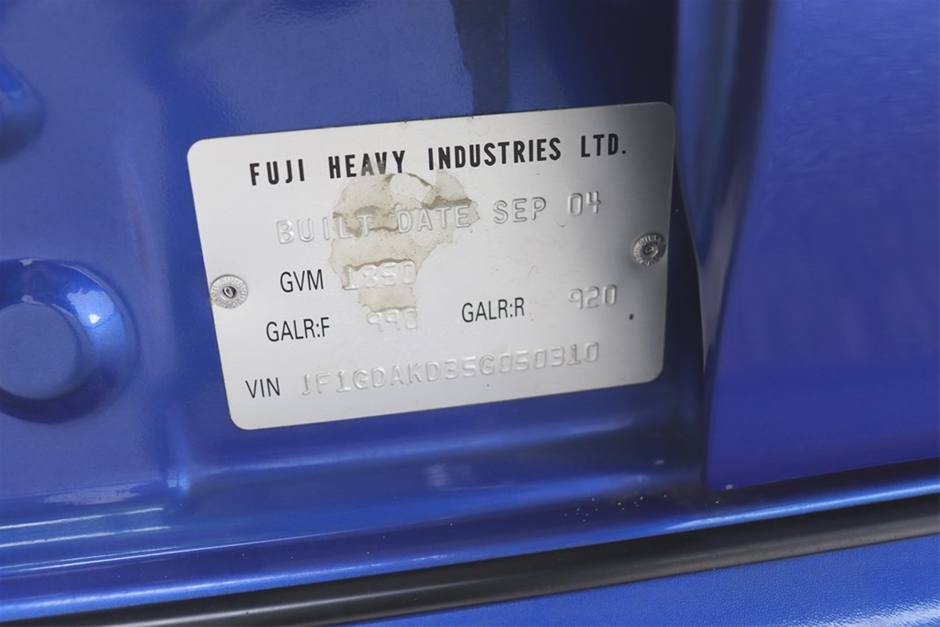 FUJI HEAVY INDUSTRIES LTD.
BUILT DATE SEP 04
GVM 1850
GALR:F 990 GALR:R 920
VIN JF1GDAKD35G050310